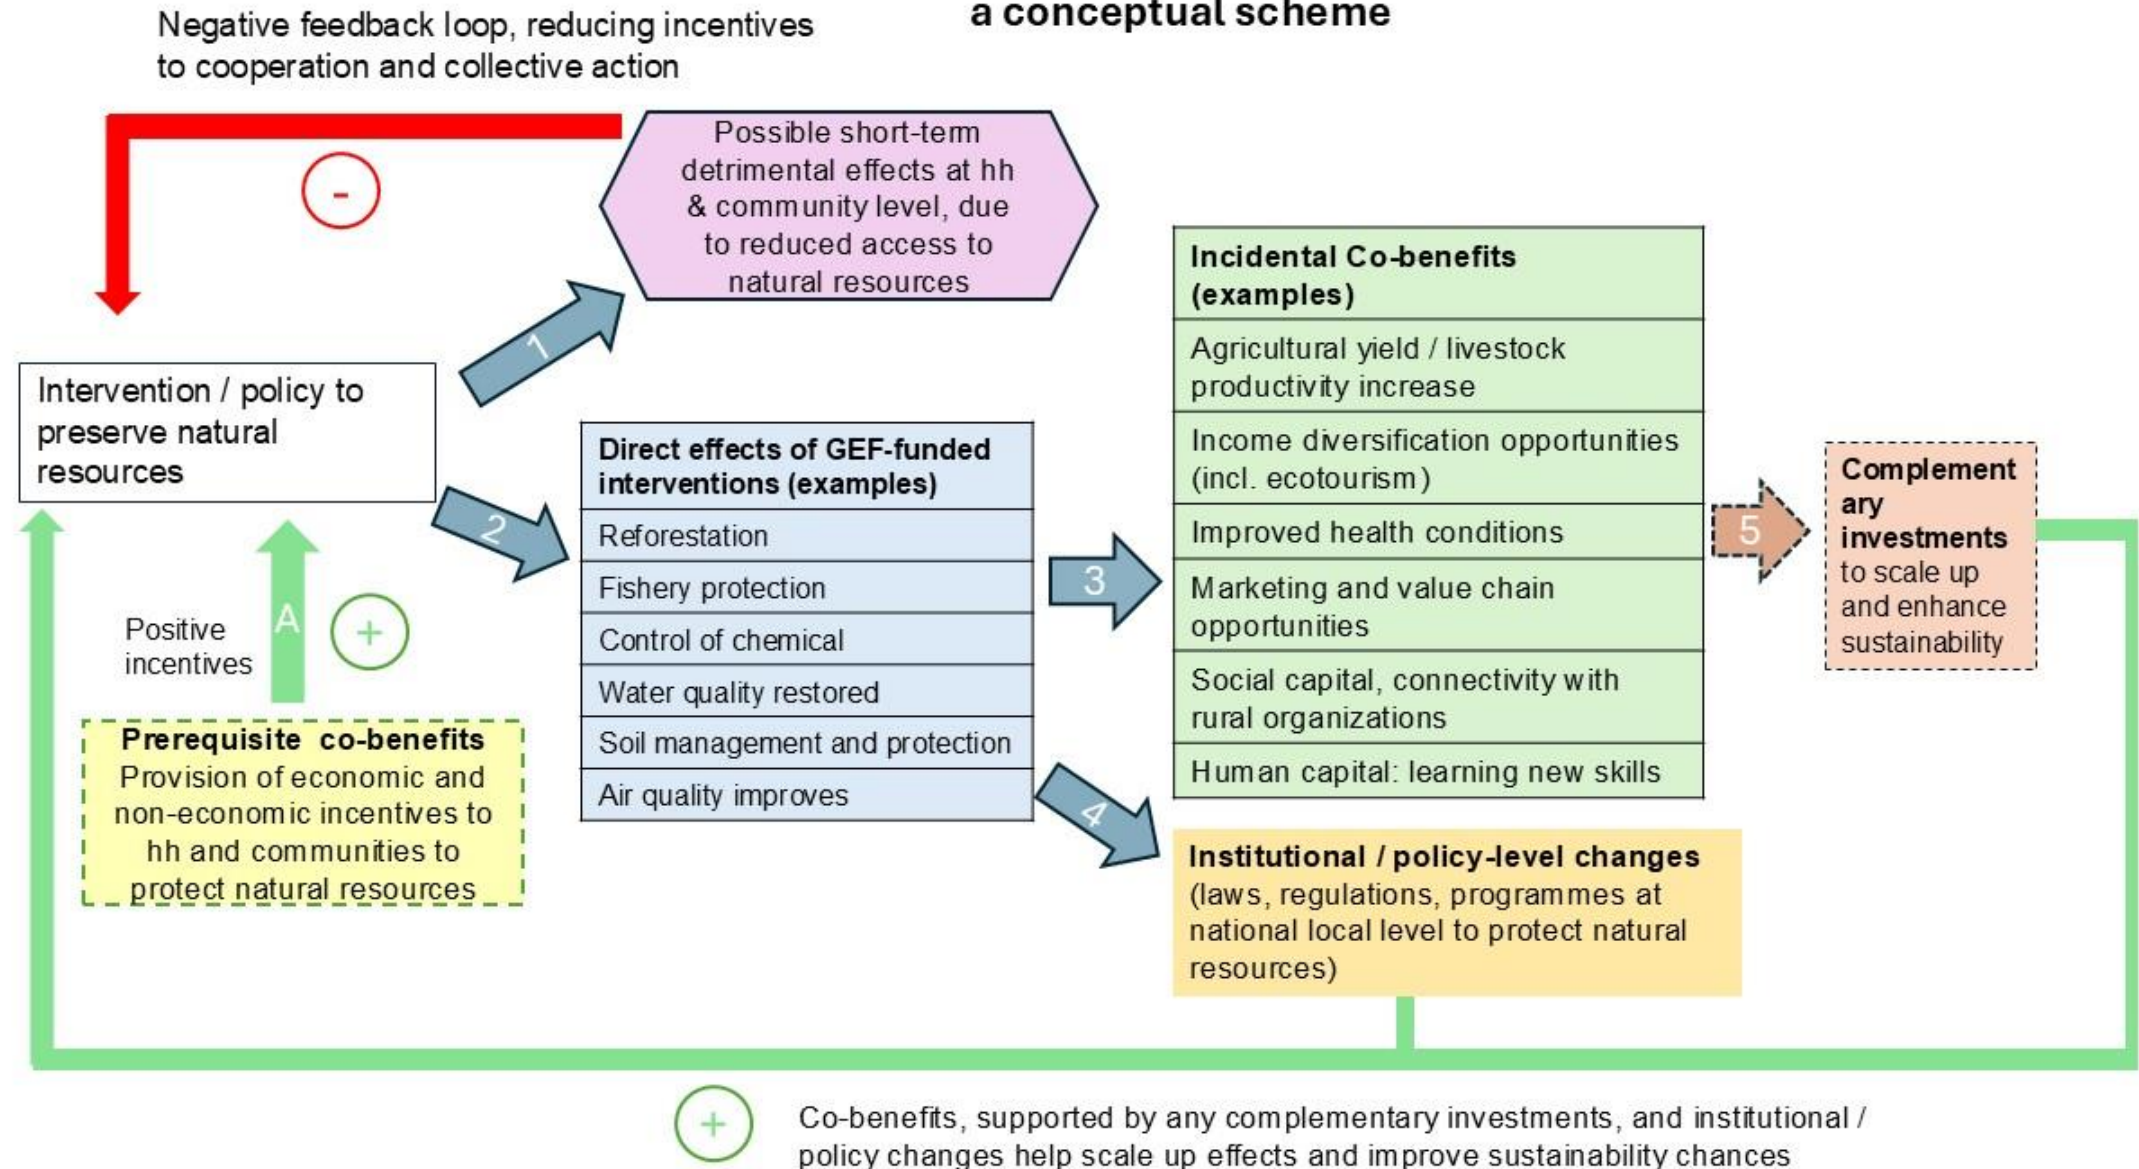 a conceptual scheme
Negative feedback loop, reducing incentives
to cooperation and collective action
-
Possible short-term
detrimental effects at hh
& community level, due
to reduced access to
natural resources
1
Intervention / policy to
preserve natural
resources
2
Direct effects of GEF-funded
interventions (examples)
Reforestation
Fishery protection
Control of chemical
Water quality restored
Soil management and protection
Air quality improves
3
4
Incidental Co-benefits
(examples)
Agricultural yield / livestock
productivity increase
Income diversification opportunities
(incl. ecotourism)
Improved health conditions
Marketing and value chain
opportunities
Social capital, connectivity with
rural organizations
Human capital: learning new skills
5
Complement
ary
investments
to scale up
and enhance
sustainability
Positive
incentives
A
+
Prerequisite co-benefits
Provision of economic and
non-economic incentives to
hh and communities to
protect natural resources
Institutional / policy-level changes
(laws, regulations, programmes at
national local level to protect natural
resources)
+
Co-benefits, supported by any complementary investments, and institutional /
policy changes help scale up effects and improve sustainability chances